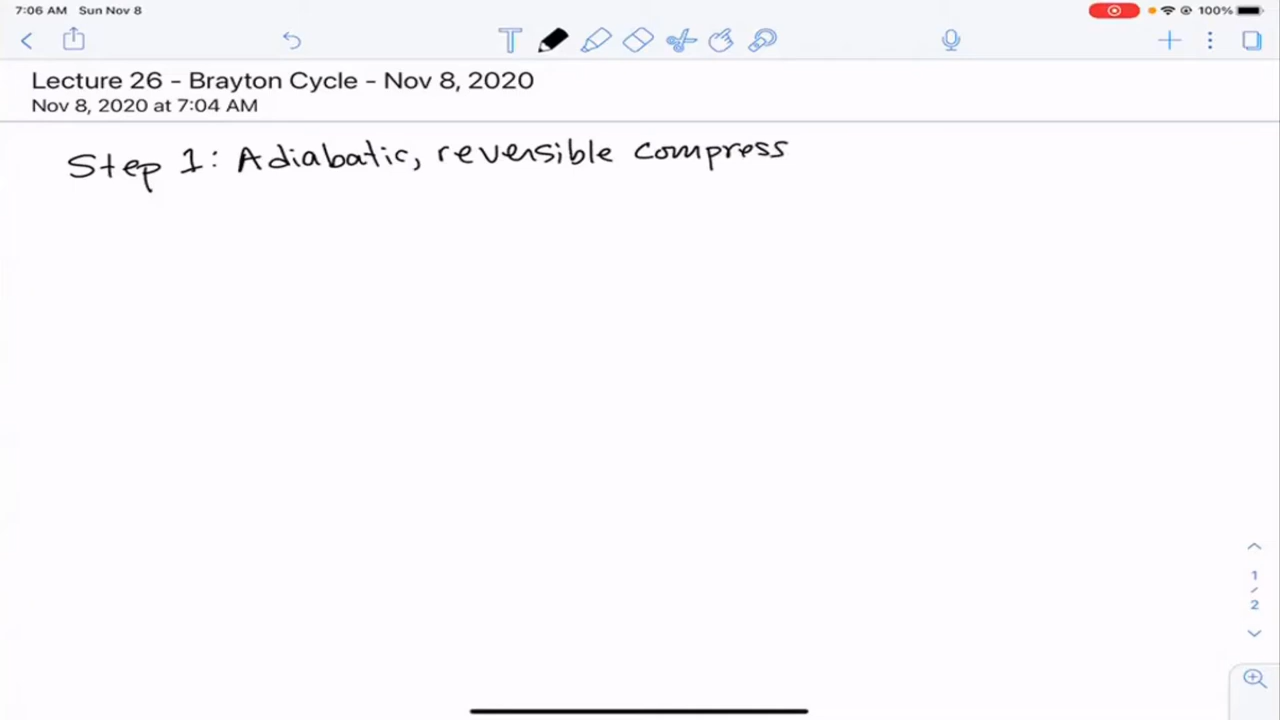 7:06 AM Sun Nov 8
100%
Lecture 26 - Brayton Cycle - Nov 8, 2020
Nov 8, 2020 at 7:04 AM
Step 1: Adiabatic, reversible compress
1
/
2